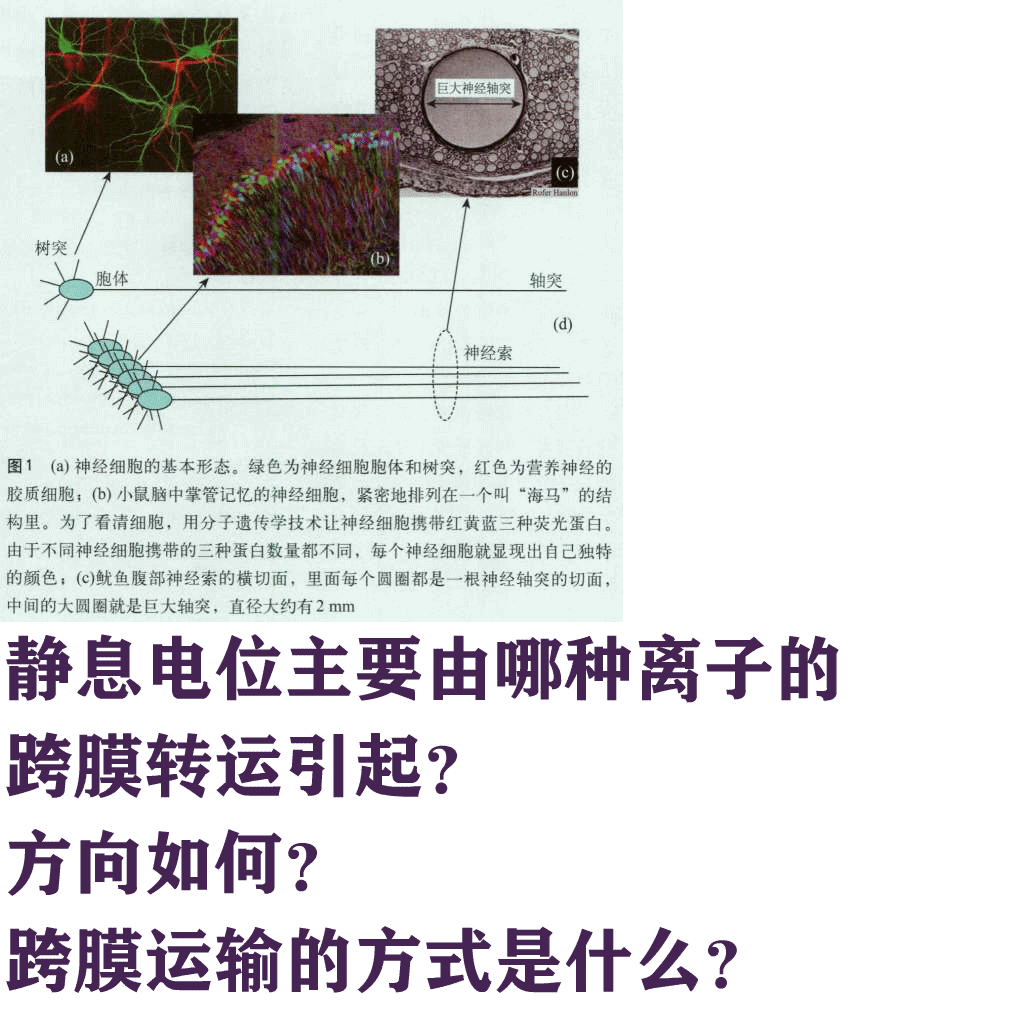 巨大神经轴突
(a)
(c)
Rofer Hanlon
(b)
树突
胞体
轴突
(d)
神经索
图1 (a) 神经细胞的基本形态。绿色为神经细胞胞体和树突，红色为营养神经的
胶质细胞；(b) 小鼠脑中掌管记忆的神经细胞，紧密地排列在一个叫“海马”的结
构里。为了看清细胞，用分子遗传学技术让神经细胞携带红黄蓝三种荧光蛋白。
由于不同神经细胞携带的三种蛋白数量都不同，每个神经细胞就显现出自己独特
的颜色；(c)鱿鱼腹部神经索的横切面，里面每个圆圈都是一根神经轴突的切面，
中间的大圆圈就是巨大轴突，直径大约有2 mm
静息电位主要由哪种离子的
跨膜转运引起？
方向如何？
跨膜运输的方式是什么？